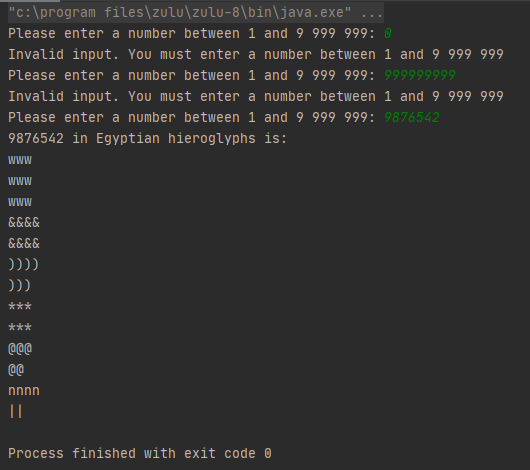 "c:\program files\zulu\zulu-8\bin\java.exe" ...
Please enter a number between 1 and 9 999 999: 0
Invalid input. You must enter a number between 1 and 9 999 999
Please enter a number between 1 and 9 999 999: 999999999
Invalid input. You must enter a number between 1 and 9 999 999
Please enter a number between 1 and 9 999 999: 9876542
9876542 in Egyptian hieroglyphs is:
www
www
www
&&&&
&&&&
))))
)))
***
***
@@@
@@
nnnn
||
Process finished with exit code 0